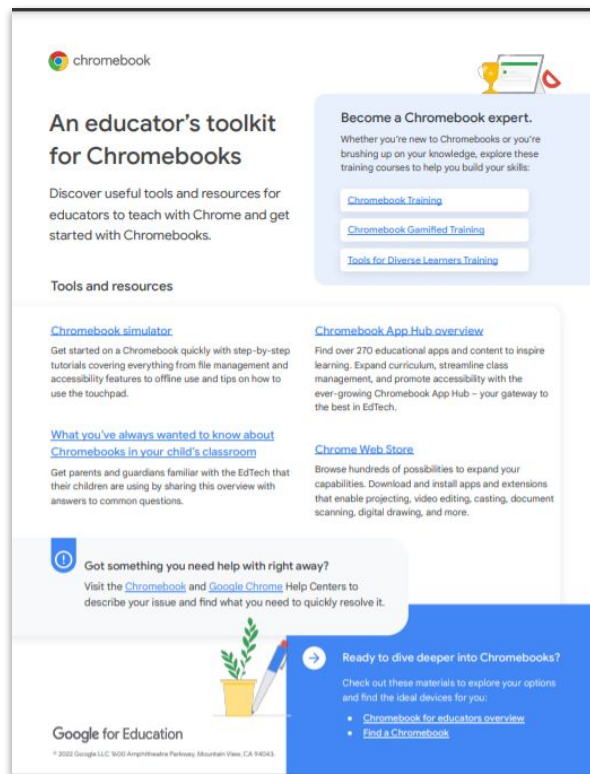 chromebook
An educator's toolkit
for Chromebooks
Discover useful tools and resources for
educators to teach with Chrome and get
started with Chromebooks.
Become a Chromebook expert.
Whether you're new to Chromebooks or you're
brushing up on your knowledge, explore these
training courses to help you build your skills:
Chromebook Training
Chromebook Gamified Training
Tools for Diverse Learners Training
Tools and resources
Chromebook simulator
Get started on a Chromebook quickly with step-by-step
tutorials covering everything from file management and
accessibility features to offline use and tips on how to
use the touchpad.
What you've always wanted to know about
Chromebooks in your child's classroom
Get parents and guardians familiar with the EdTech that
their children are using by sharing this overview with
answers to common questions.
Chromebook App Hub overview
Find over 270 educational apps and content to inspire
learning. Expand curriculum, streamline class
management, and promote accessibility with the
ever-growing Chromebook App Hub – your gateway to
the best in EdTech.
Chrome Web Store
Browse hundreds of possibilities to expand your
capabilities. Download and install apps and extensions
that enable projecting, video editing, casting, document
scanning, digital drawing, and more.
Got something you need help with right away?
Visit the Chromebook and Google Chrome Help Centers to
describe your issue and find what you need to quickly resolve it.
Ready to dive deeper into Chromebooks?
Check out these materials to explore your options
and find the ideal devices for you:
• Chromebook for educators overview
• Find a Chromebook
Google for Education
© 2022 Google LLC 1600 Amphitheatre Parkway, Mountain View, CA 94043.